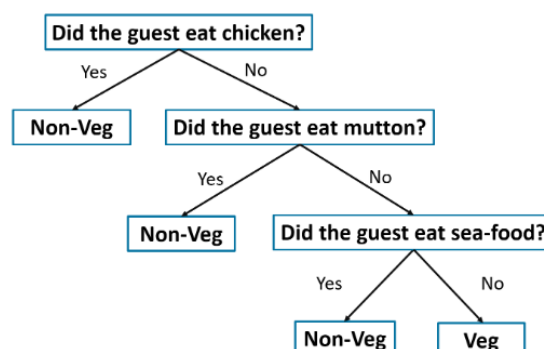 Did the guest eat chicken?
Yes
No
Non-Veg
Did the guest eat mutton?
Yes
No
Non-Veg
Did the guest eat sea-food?
Yes
No
Non-Veg
Veg